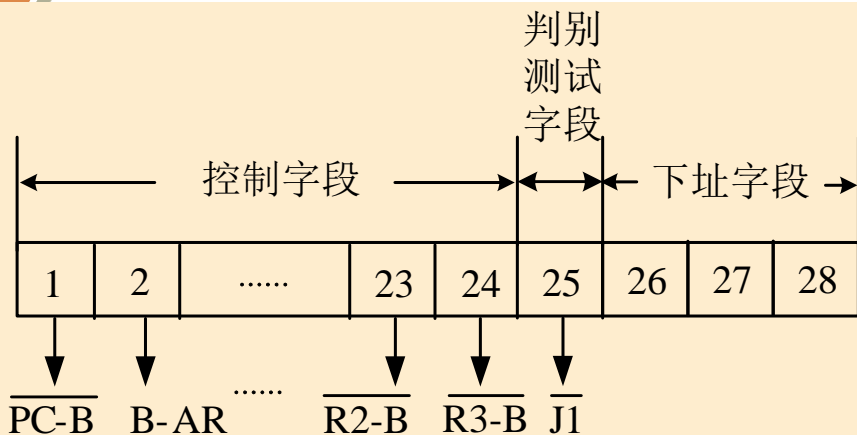 判别
测试
字段
控制字段
下址字段
1 2 ...... 23 24 25 26 27 28
PC-B B-AR ...... R2-B R3-B J1